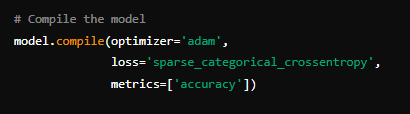 # Compile the model
model.compile(optimizer='adam',
              loss='sparse_categorical_crossentropy',
              metrics=['accuracy'])